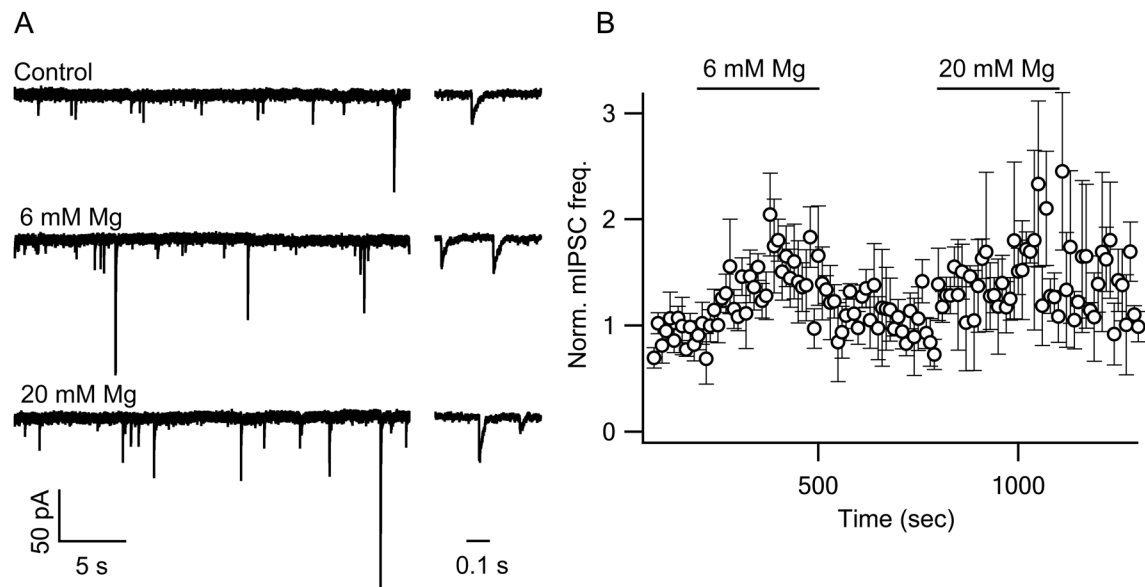 A
Control
6 mM Mg
20 mM Mg
50 pA
5 s
0.1 s
B
6 mM Mg
20 mM Mg
Norm. mIPSC freq.
3
2
1
0
500
1000
Time (sec)